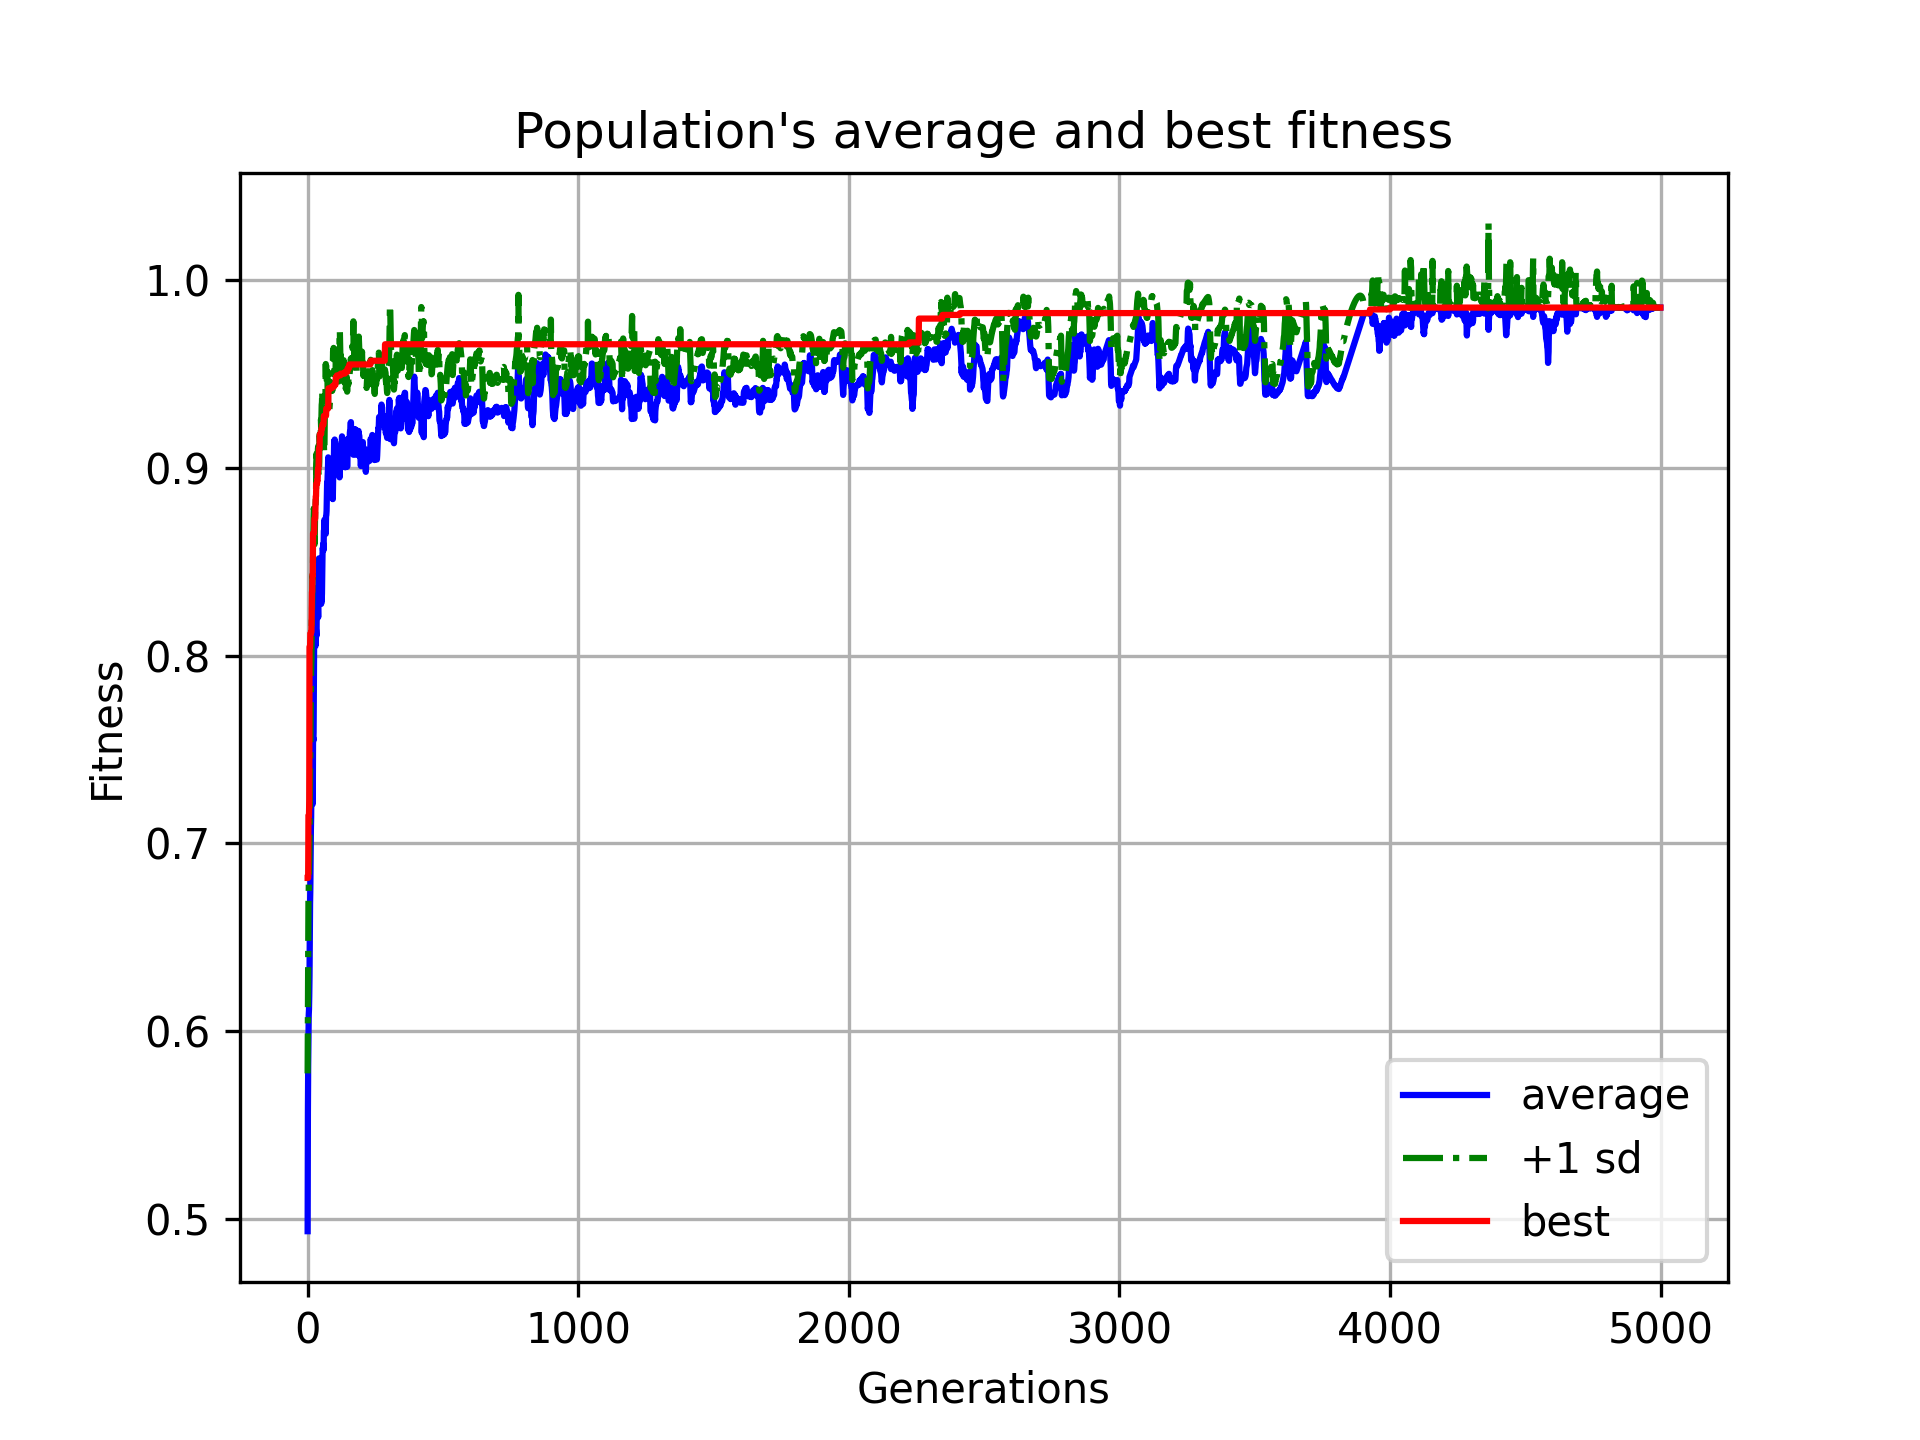 Population's average and best fitness
Fitness
1.0
0.9
0.8
0.7
0.6
0.5
0 1000 2000 3000 4000 5000
Generations
average
+1 sd
best